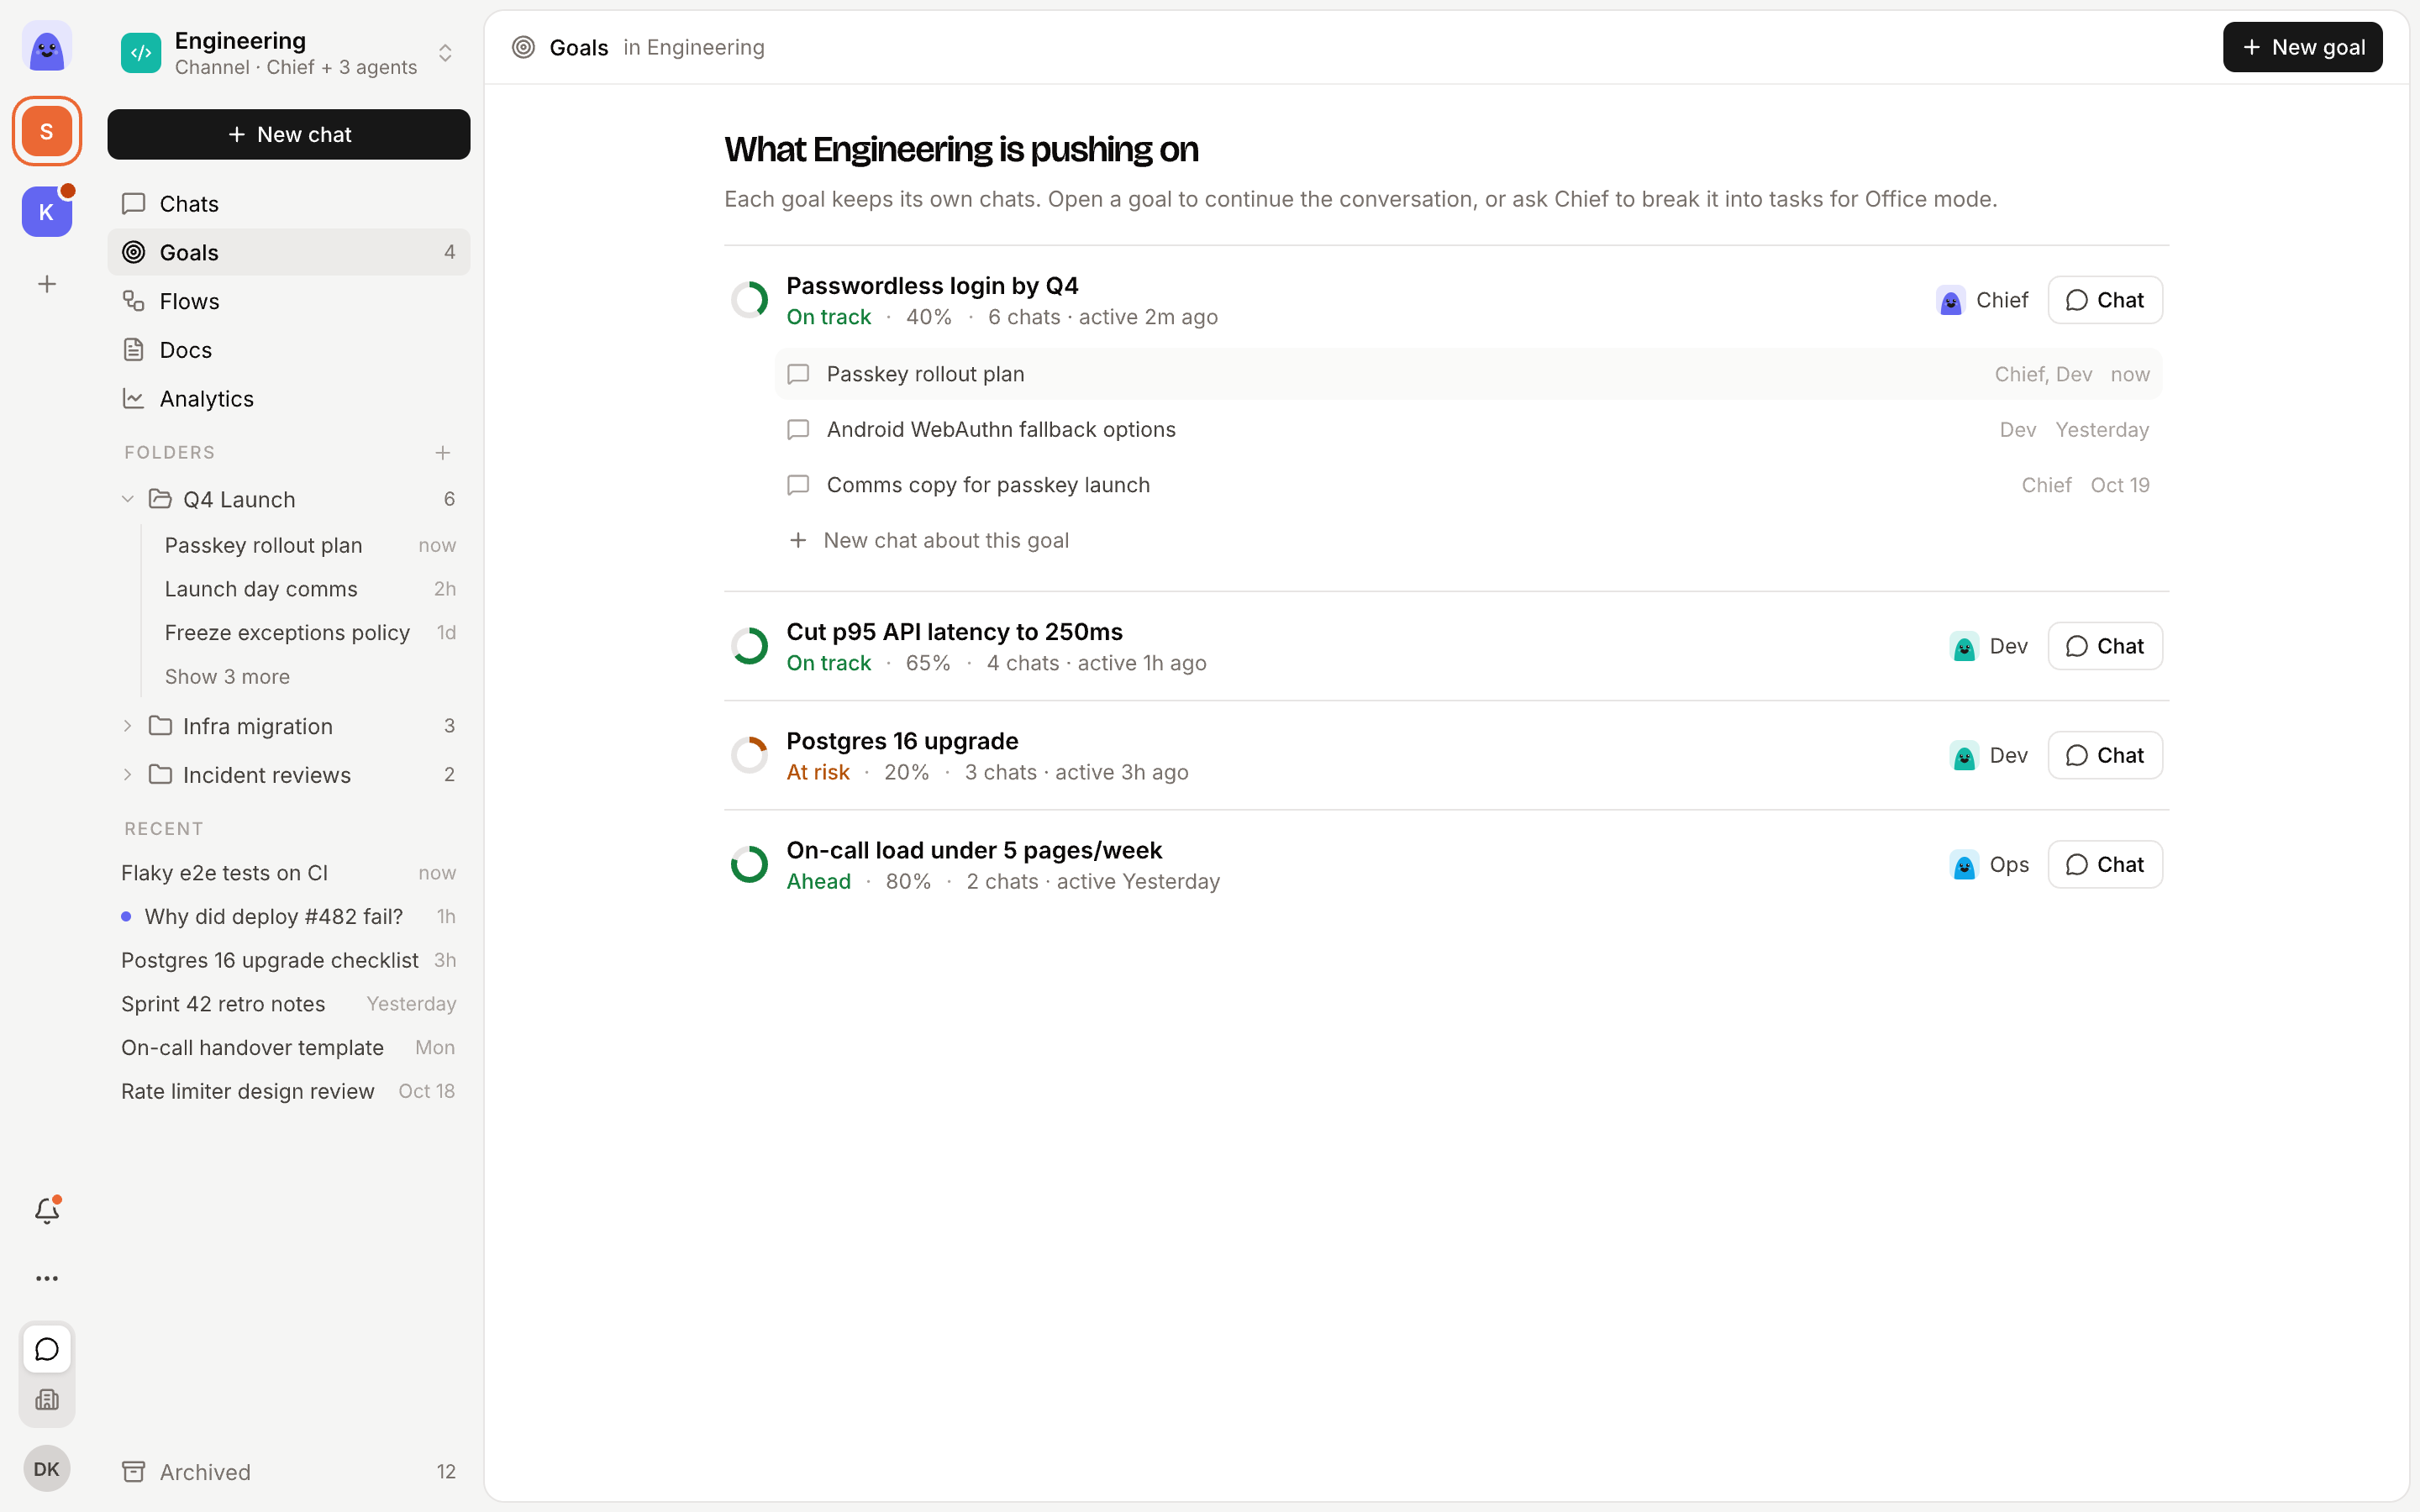 S
K
DK
Engineering
Channel · Chief + 3 agents
New chat
Chats
Goals 4
Flows
Docs
Analytics
FOLDERS
Q4 Launch 6
Passkey rollout plan now
Launch day comms 2h
Freeze exceptions policy 1d
Show 3 more
Infra migration 3
Incident reviews 2
RECENT
Flaky e2e tests on CI now
Why did deploy #482 fail? 1h
Postgres 16 upgrade checklist 3h
Sprint 42 retro notes Yesterday
On-call handover template Mon
Rate limiter design review Oct 18
Archived 12
Goals in Engineering
New goal
What Engineering is pushing on
Each goal keeps its own chats. Open a goal to continue the conversation, or ask Chief to break it into tasks for Office mode.
Passwordless login by Q4
On track · 40% · 6 chats · active 2m ago
Chief Chat
Passkey rollout plan Chief, Dev now
Android WebAuthn fallback options Dev Yesterday
Comms copy for passkey launch Chief Oct 19
New chat about this goal
Cut p95 API latency to 250ms
On track · 65% · 4 chats · active 1h ago
Dev Chat
Postgres 16 upgrade
At risk · 20% · 3 chats · active 3h ago
Dev Chat
On-call load under 5 pages/week
Ahead · 80% · 2 chats · active Yesterday
Ops Chat